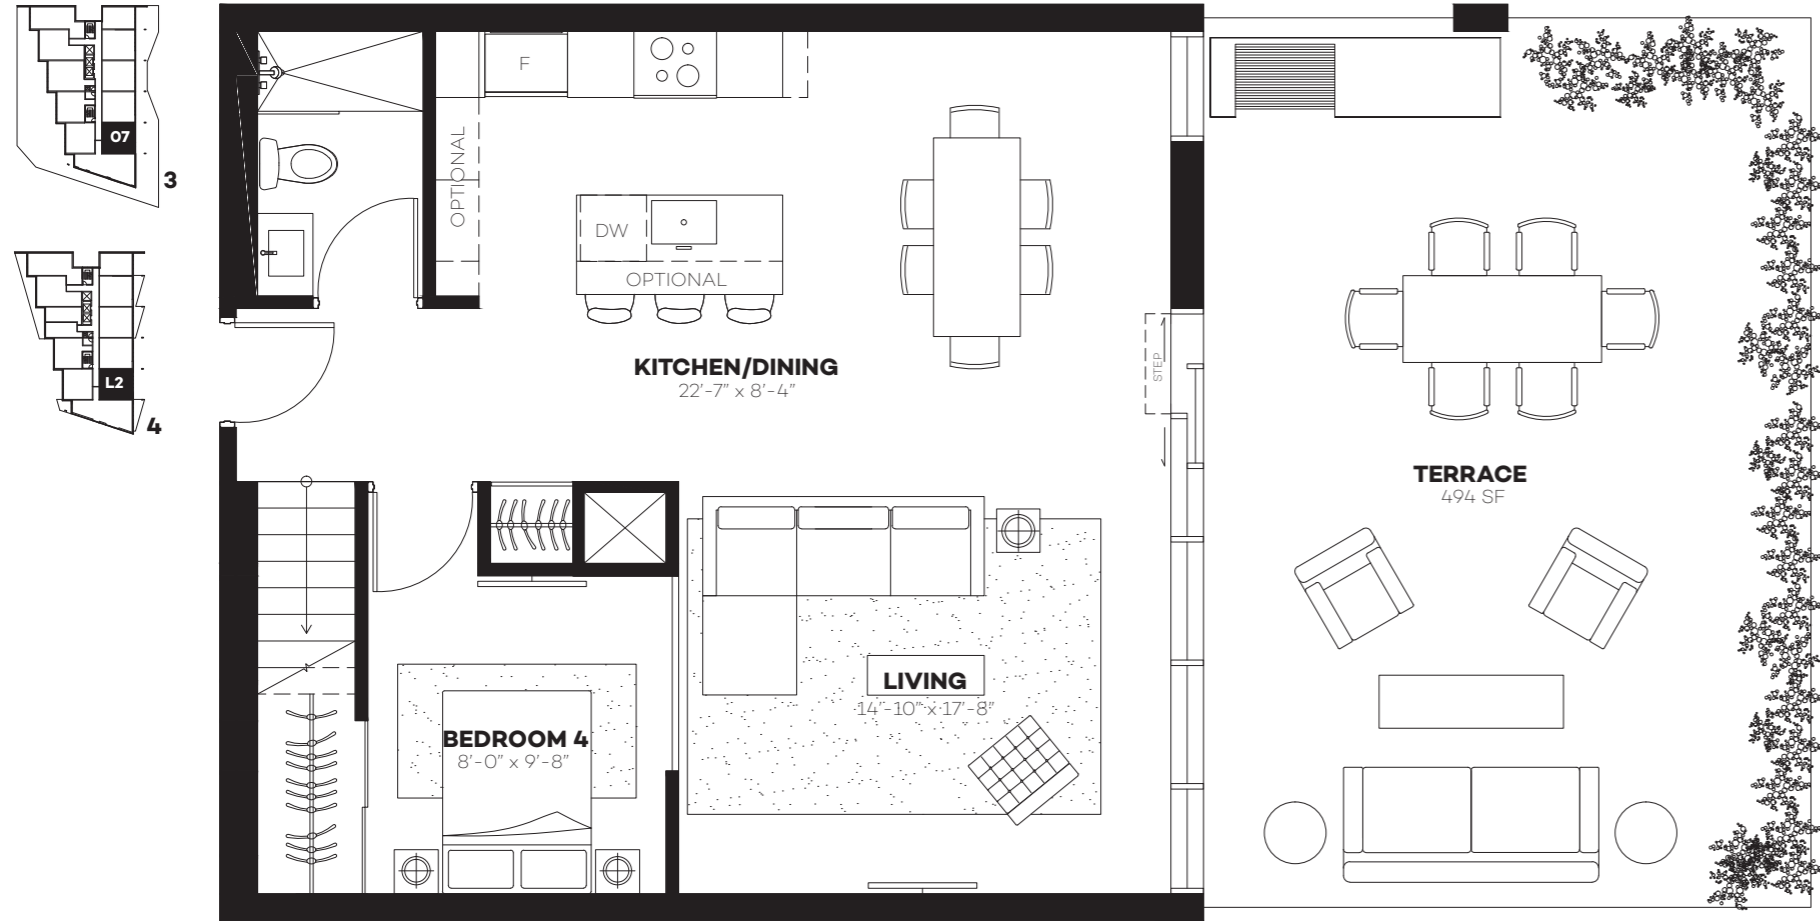 07
3
L2
4
F
OPTIONAL
DW
OPTIONAL
KITCHEN/DINING
22'-7" x 8'-4"
STEP
TERRACE
494 SF
LIVING
14'-10" x 17'-8"
BEDROOM 4
8'-0" x 9'-8"